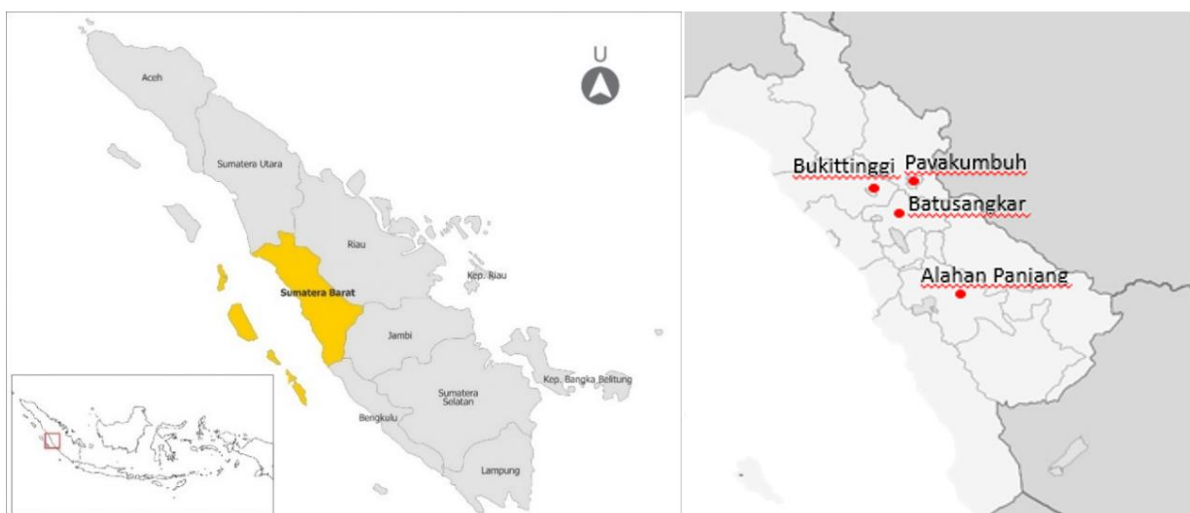 U
Aceh
Sumatera Utara
Riau
Kep. Riau
Sumatera Barat
Jambi
Kep. Bangka Belitung
Sumatera
Selatan
Bengkulu
Lampung
Bukittinggi
Payakumbuh
Batusangkar
Alahan Panjang